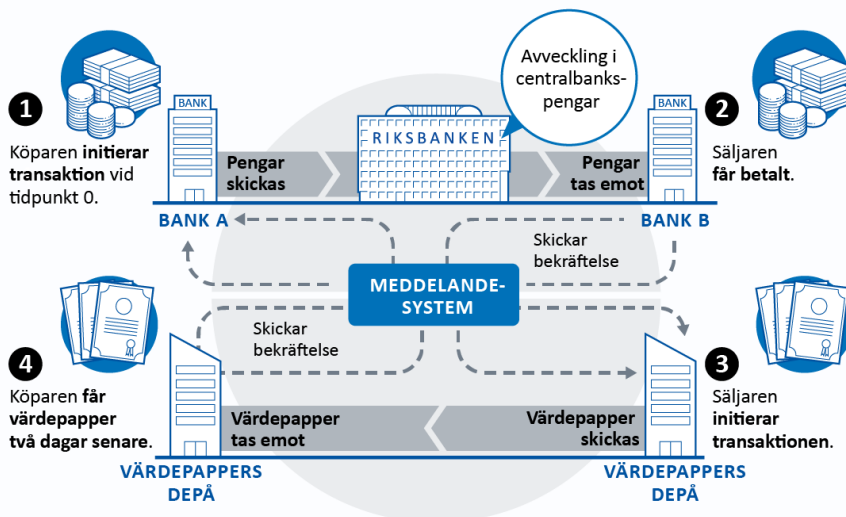 1
Köparen initierar
transaktion vid
tidpunkt 0.
BANK
BANK A
Pengar
skickas
RIKSBANKEN
Avveckling i
centralbanks-
pengar
Pengar
tas emot
BANK
BANK B
2
Säljaren
får betalt.
Skickar
bekräftelse
MEDDELANDE-
SYSTEM
Skickar
bekräftelse
4
Köparen får
värdepapper
två dagar senare.
Värdepapper
tas emot
VÄRDEPAPPERS
DEPÅ
Värdepapper
skickas
VÄRDEPAPPERS
DEPÅ
3
Säljaren
initierar
transaktionen.